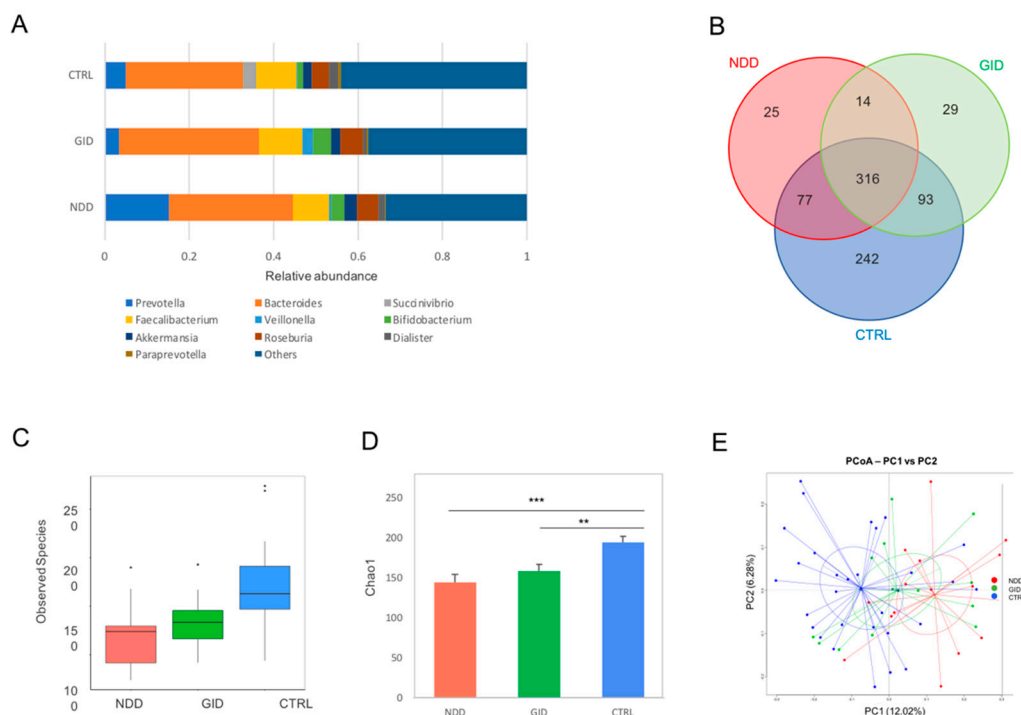 A
CTRL
GID
NDD
0 0.2 0.4 0.6 0.8 1
Relative abundance
Prevotella Bacteroides Succinivibrio
Faecalibacterium Veillonella Bifidobacterium
Akkermansia Roseburia Dialister
Paraprevotella Others
B
NDD
GID
25 14 29
316
77 93
242
CTRL
C
Observed Species
25
0
20
0
15
0
10
0
NDD GID CTRL
D
Chao1
250
200
150
100
50
0
***
**
NDD GID CTRL
E
PCoA – PC1 vs PC2
PC2 (6.28%)
NDD
GID
CTRL
PC1 (12.02%)